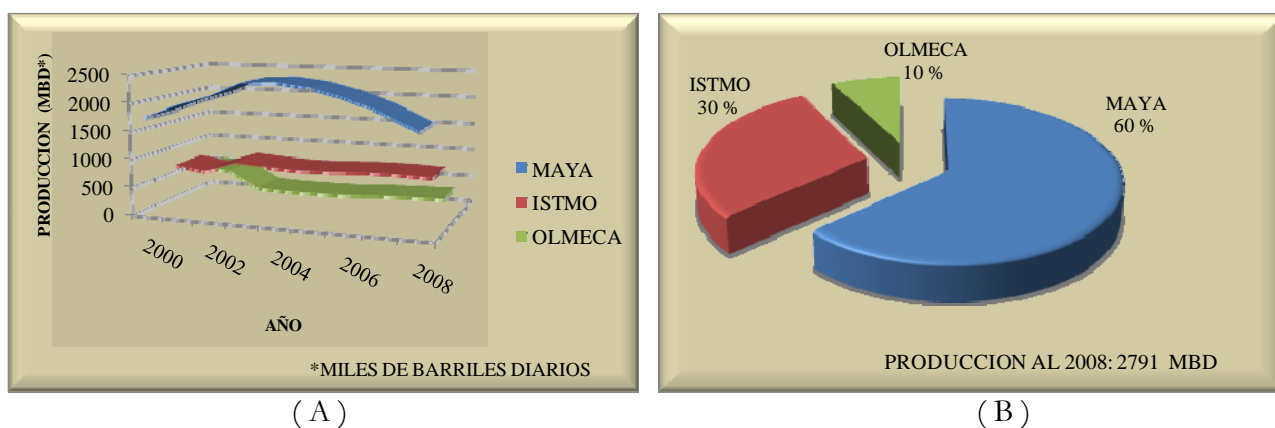 PRODUCCION (MBD*)
2500
2000
1500
1000
500
0
2000
2002
2004
2006
2008
AÑO
MAYA
ISTMO
OLMECA
*MILES DE BARRILES DIARIOS
( A )
OLMECA
10 %
ISTMO
30 %
MAYA
60 %
PRODUCCION AL 2008: 2791 MBD
( B )